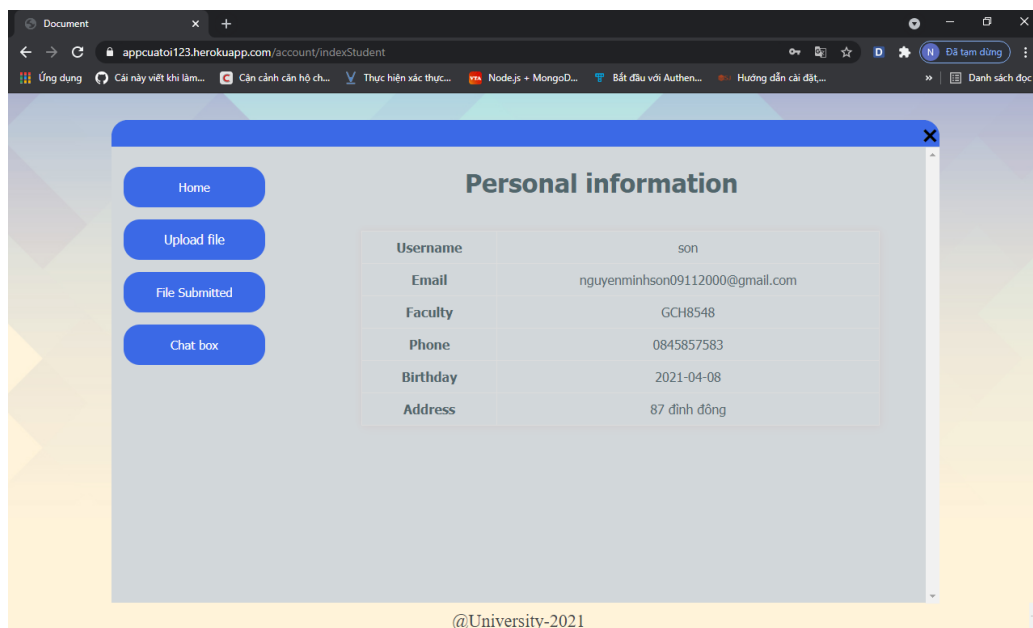 Document
appcuatoi123.herokuapp.com/account/indexStudent
N Đã tạm dừng
Ứng dụng Cái này viết khi làm... Cận cảnh căn hộ ch... Thực hiện xác thực... Node.js + MongoD... Bắt đầu với Authen... Hướng dẫn cài đặt,... » Danh sách đọc
Home
Upload file
File Submitted
Chat box
Personal information
Username son
Email nguyenminhson09112000@gmail.com
Faculty GCH8548
Phone 0845857583
Birthday 2021-04-08
Address 87 đình đông
@University-2021